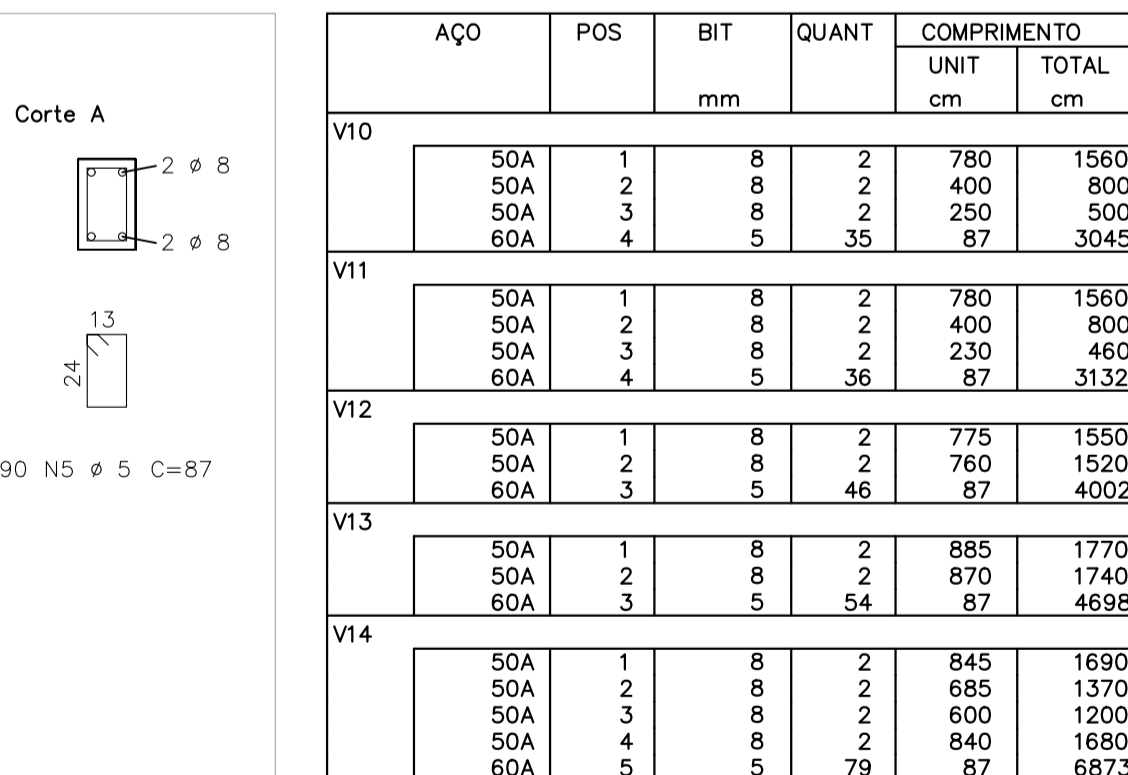 Corte A
2 ø 8
2 ø 8
13
24
90 N5 ø 5 C=87
AÇO POS BIT QUANT COMPRIMENTO
UNIT TOTAL
mm cm cm
V10
50A 1 8 2 780 1560
50A 2 8 2 400 800
50A 3 8 2 250 500
60A 4 5 35 87 3045
V11
50A 1 8 2 780 1560
50A 2 8 2 400 800
50A 3 8 2 230 460
60A 4 5 36 87 3132
V12
50A 1 8 2 775 1550
50A 2 8 2 760 1520
60A 3 5 46 87 4002
V13
50A 1 8 2 885 1770
50A 2 8 2 870 1740
60A 3 5 54 87 4698
V14
50A 1 8 2 845 1690
50A 2 8 2 685 1370
50A 3 8 2 600 1200
50A 4 8 2 840 1680
60A 5 5 79 87 6873